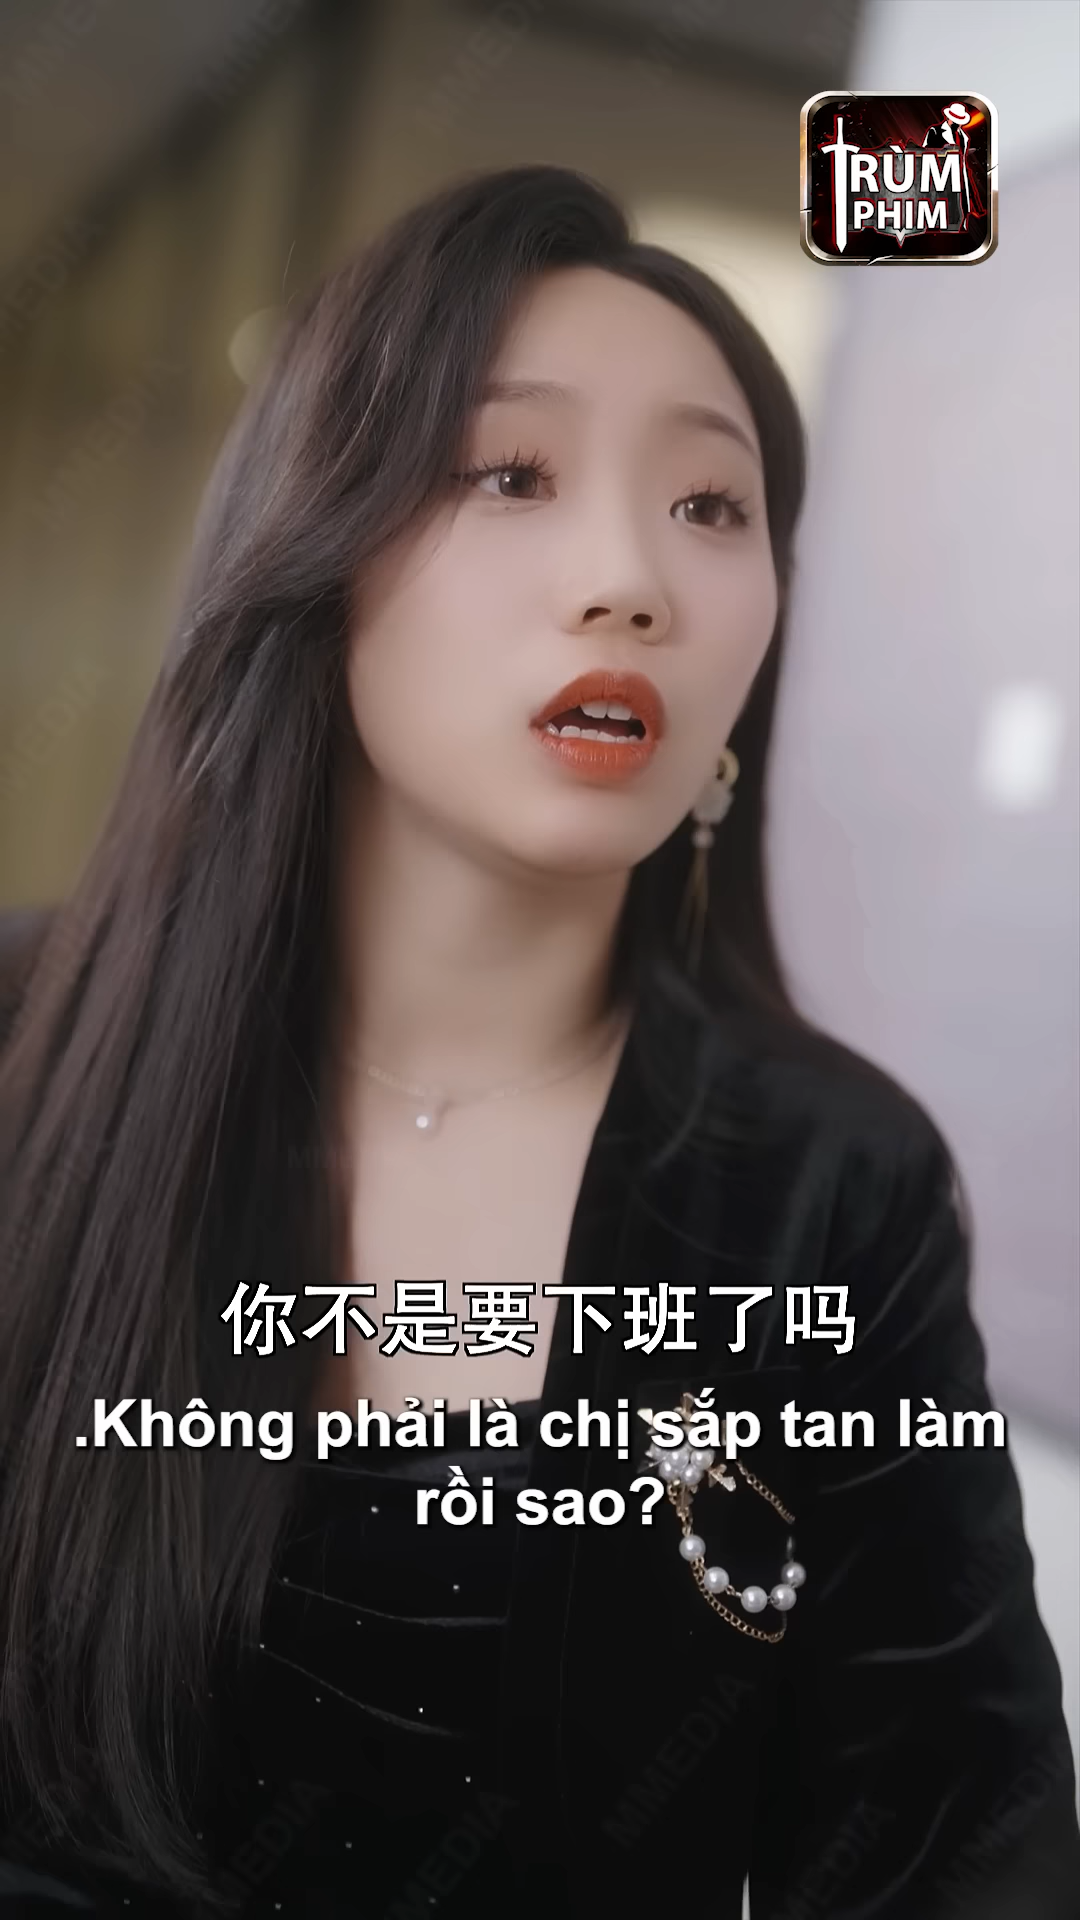 TRÙM
PHIM
你不是要下班了吗
.Không phải là chị sắp tan làm
rồi sao?
MMEDIA